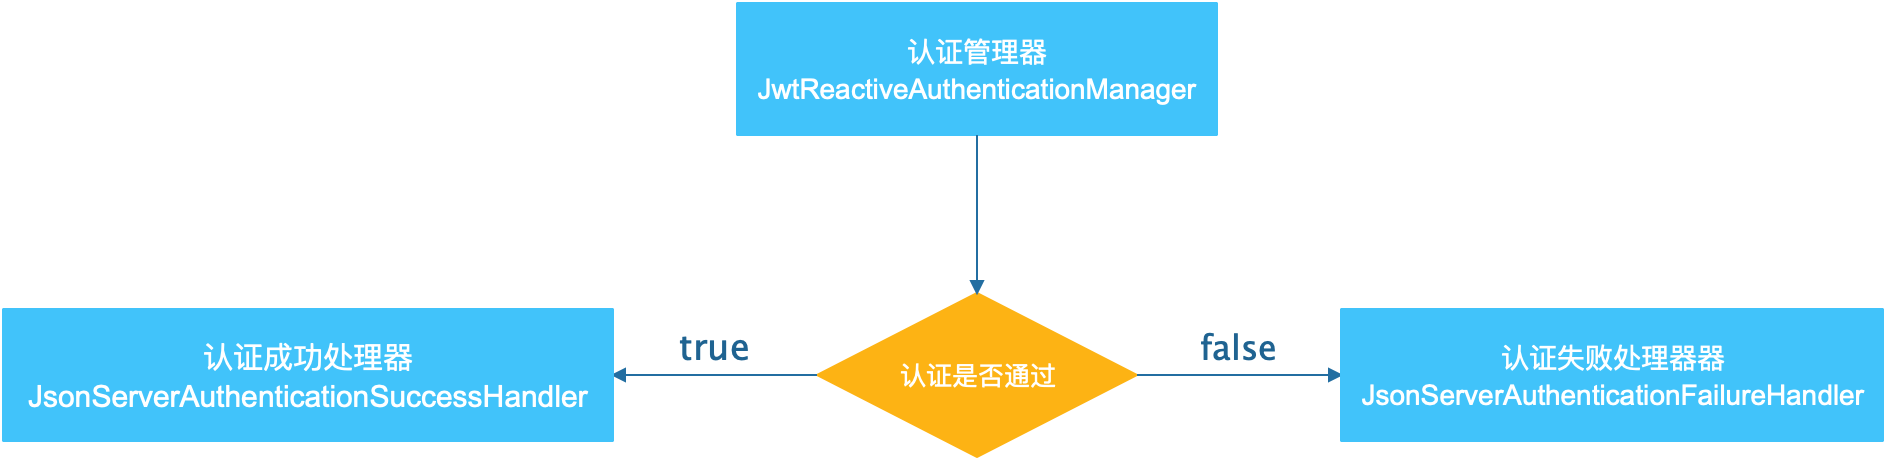 认证管理器
JwtReactiveAuthenticationManager
true
false
认证成功处理器
JsonServerAuthenticationSuccessHandler
认证是否通过
认证失败处理器器
JsonServerAuthenticationFailureHandler